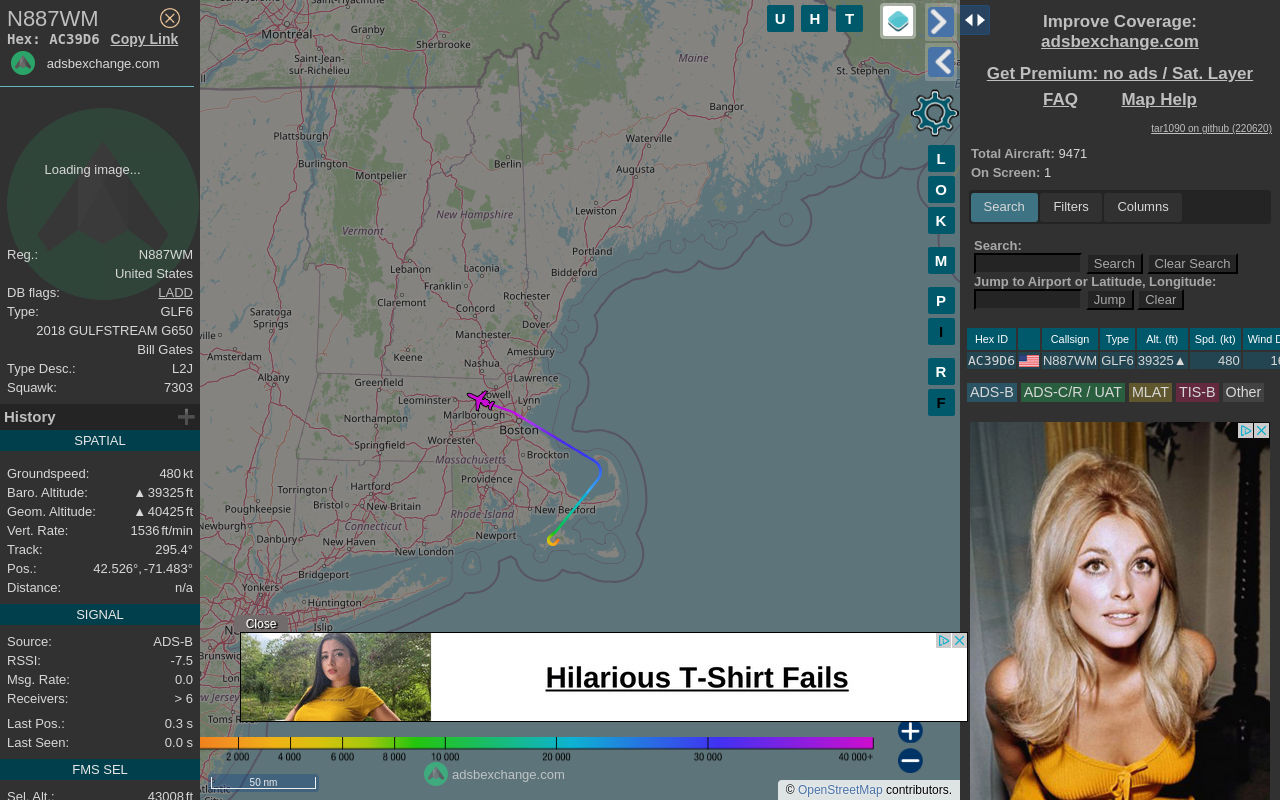 N887WM
Hex: AC39D6 Copy Link
adsbexchange.com
Loading image...
Reg.: N887WM
United States
DB flags: LADD
Type: GLF6
2018 GULFSTREAM G650
Bill Gates
Type Desc.: L2J
Squawk: 7303
History
SPATIAL
Groundspeed: 480 kt
Baro. Altitude: ▲ 39325 ft
Geom. Altitude: ▲ 40425 ft
Vert. Rate: 1536 ft/min
Track: 295.4°
Pos.: 42.526°, -71.483°
Distance: n/a
SIGNAL
Source: ADS-B
RSSI: -7.5
Msg. Rate: 0.0
Receivers: > 6
Last Pos.: 0.3 s
Last Seen: 0.0 s
FMS SEL
Sel. Alt.: 43008 ft
U H T
L
O
K
M
P
I
R
F
Montréal
Granby
Sherbrooke
Saint-Jean-
sur-Richelieu
Maine
St. Stephen
Bangor
Plattsburgh
Waterville
Burlington
Berlin
Montpelier
Augusta
Lewiston
New Hampshire
Vermont
Portland
Lebanon
Laconia
Biddeford
Franklin
Claremont
Rochester
Concord
Saratoga
Springs
Dover
Manchester
Keene
Amesbury
Amsterdam
Nashua
Albany
Greenfield
Lawrence
Leominster
Lynn
Marlborough
Northampton
Boston
Worcester
Springfield
Brockton
Massachusetts
Providence
Hartford
Torrington
Bristol
New Britain
New Bedford
Poughkeepsie
Rhode Island
Newburgh
Connecticut
Newport
Danbury
New Haven
New London
Bridgeport
Yonkers
Huntington
Islip
Close
Hilarious T-Shirt Fails
2 000 4 000 6 000 8 000 10 000 20 000 30 000 40 000+
adsbexchange.com
50 nm
© OpenStreetMap contributors.
Improve Coverage:
adsbexchange.com
Get Premium: no ads / Sat. Layer
FAQ Map Help
tar1090 on github (220620)
Total Aircraft: 9471
On Screen: 1
Search Filters Columns
Search:
Search Clear Search
Jump to Airport or Latitude, Longitude:
Jump Clear
Hex ID Callsign Type Alt. (ft) Spd. (kt) Wind D
AC39D6 N887WM GLF6 39325▲ 480
ADS-B ADS-C/R / UAT MLAT TIS-B Other